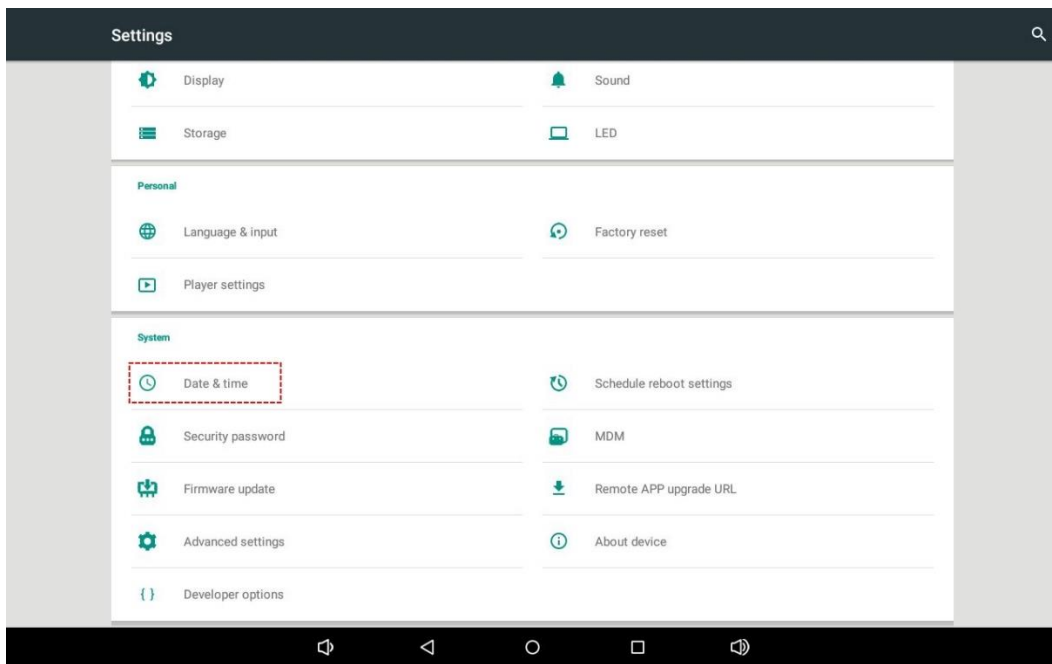 Settings
Display
Sound
Storage
LED
Personal
Language & input
Factory reset
Player settings
System
Date & time
Schedule reboot settings
Security password
MDM
Firmware update
Remote APP upgrade URL
Advanced settings
About device
{ } Developer options